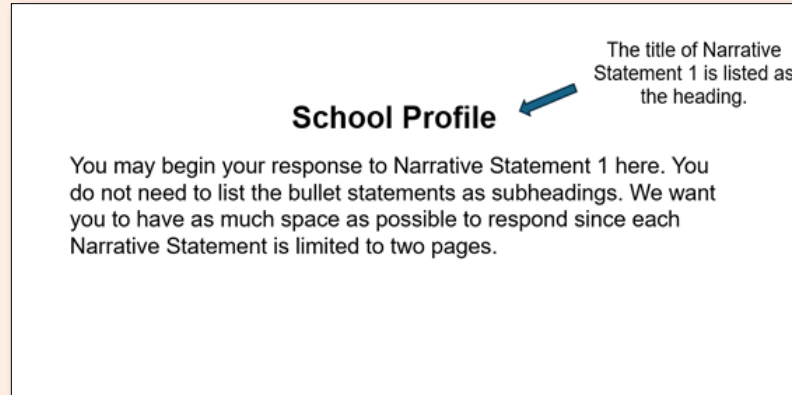 The title of Narrative
Statement 1 is listed as
the heading.
School Profile
You may begin your response to Narrative Statement 1 here. You
do not need to list the bullet statements as subheadings. We want
you to have as much space as possible to respond since each
Narrative Statement is limited to two pages.